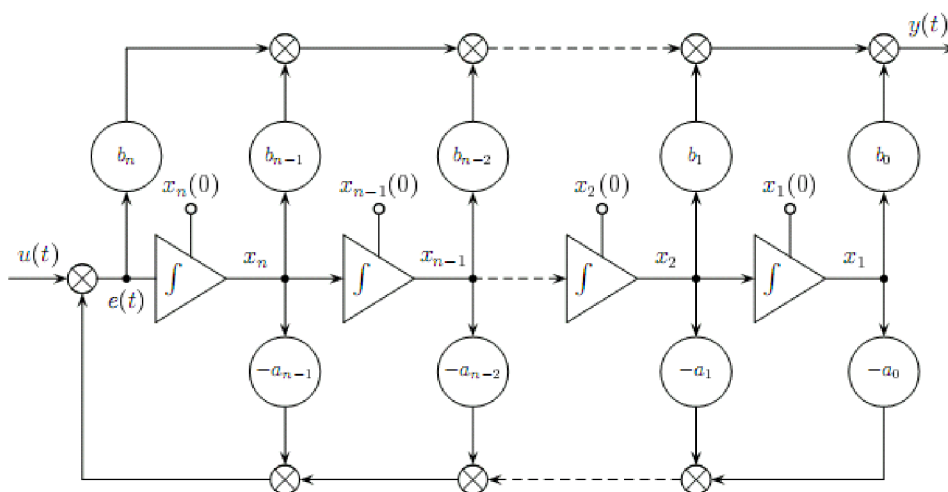 y(t)
b_n b_{n-1} b_{n-2} b_1 b_0
x_n(0) x_{n-1}(0) x_2(0) x_1(0)
u(t) ∫ x_n ∫ x_{n-1} ∫ x_2 ∫ x_1
e(t)
-a_{n-1} -a_{n-2} -a_1 -a_0